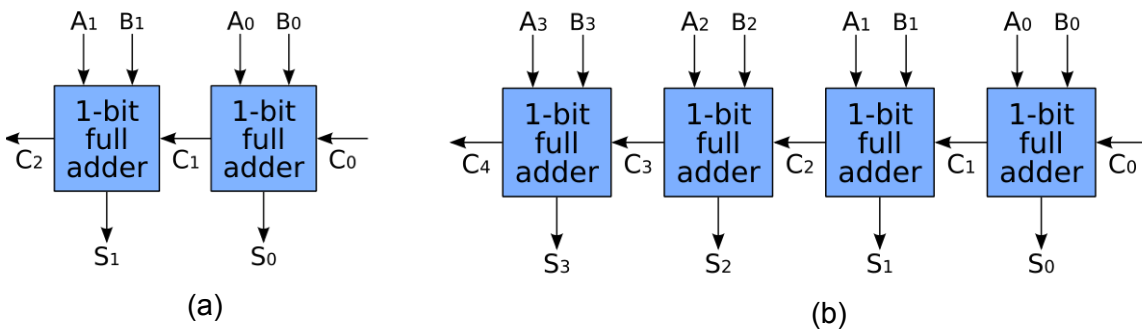 A1 B1 A0 B0 A3 B3 A2 B2 A1 B1 A0 B0
1-bit 1-bit 1-bit 1-bit 1-bit 1-bit
full full full full full full
adder adder adder adder adder adder
C2 C1 C0 C4 C3 C2 C1 C0
S1 S0 S3 S2 S1 S0
(a) (b)